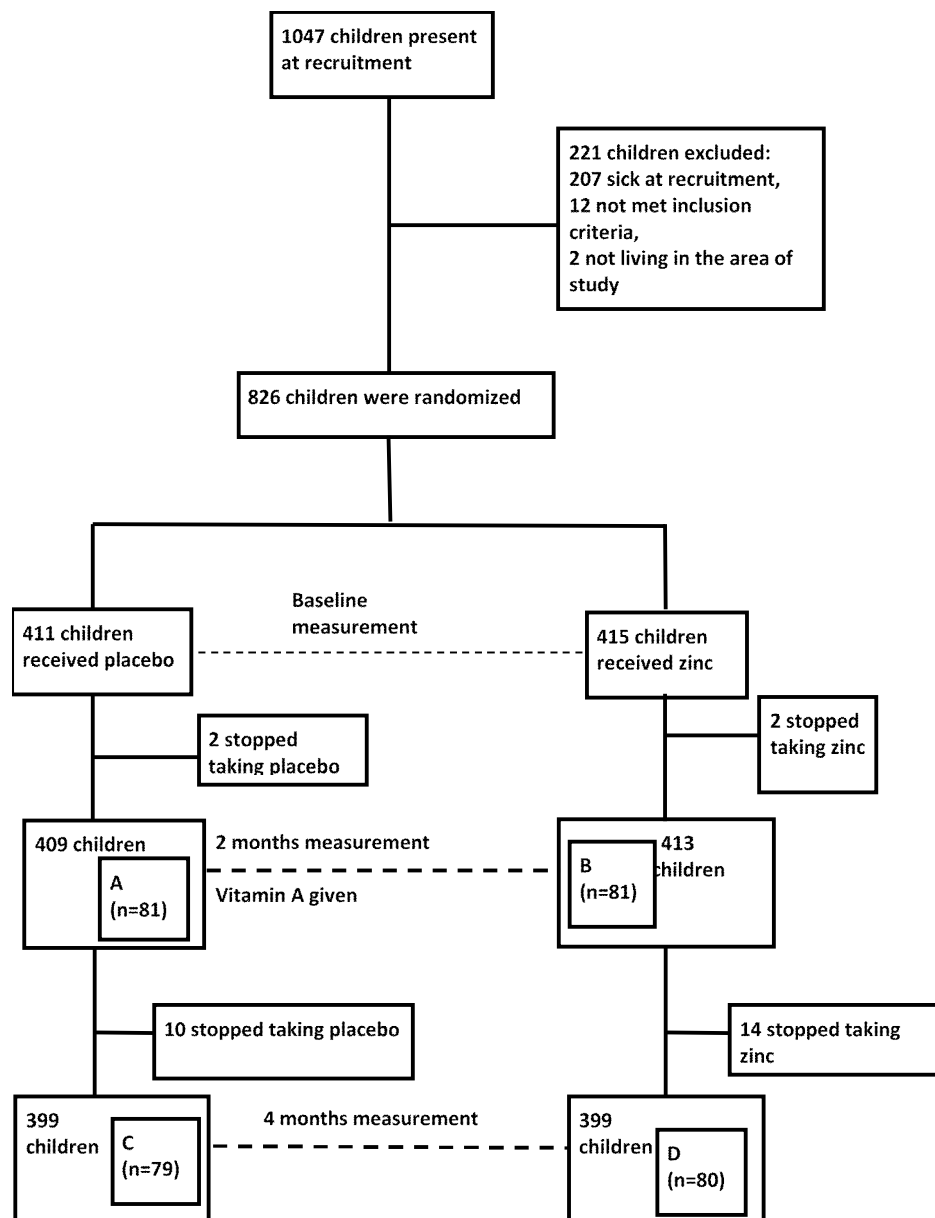 1047 children present
at recruitment
221 children excluded:
207 sick at recruitment,
12 not met inclusion
criteria,
2 not living in the area of
study
826 children were randomized
Baseline
measurement
411 children
received placebo
415 children
received zinc
2 stopped
taking placebo
2 stopped
taking zinc
409 children
A
(n=81)
2 months measurement
Vitamin A given
413
children
B
(n=81)
10 stopped taking placebo
14 stopped taking
zinc
399
children
C
(n=79)
4 months measurement
399
children
D
(n=80)